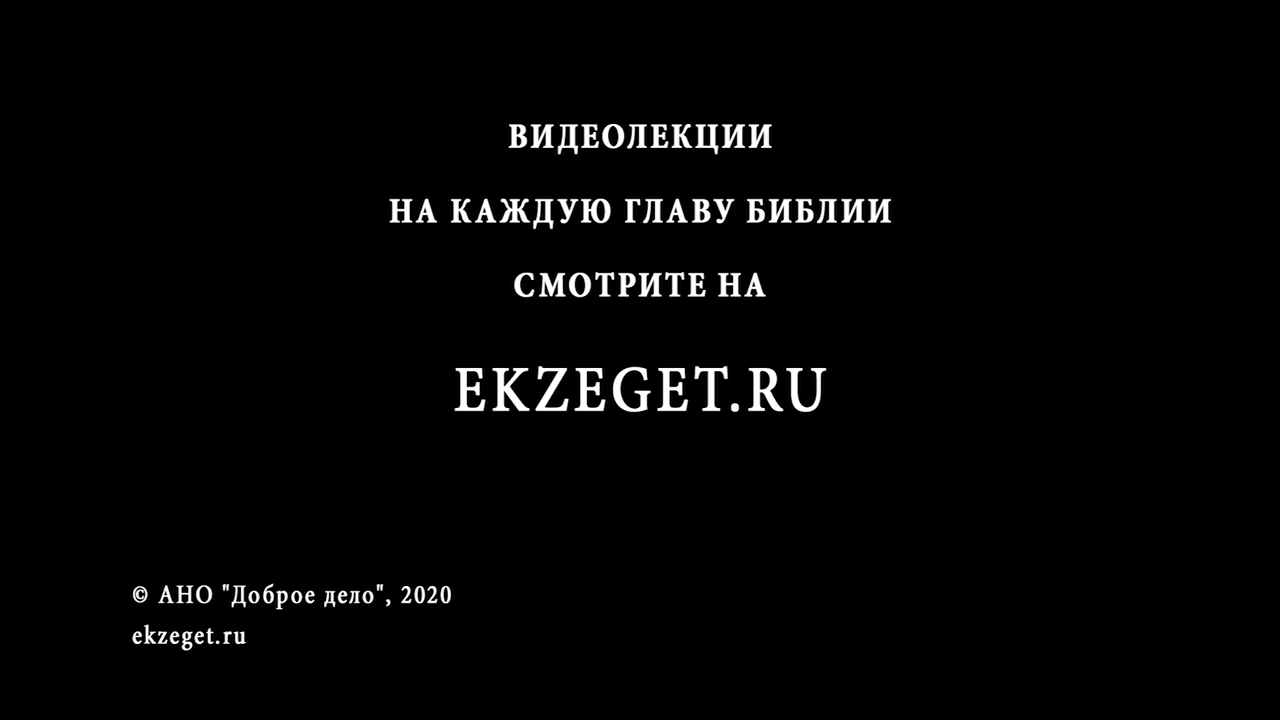 ВИДЕОЛЕКЦИИ
НА КАЖДУЮ ГЛАВУ БИБЛИИ
СМОТРИТЕ НА
EKZEGET.RU
© АНО "Доброе дело", 2020
ekzeget.ru